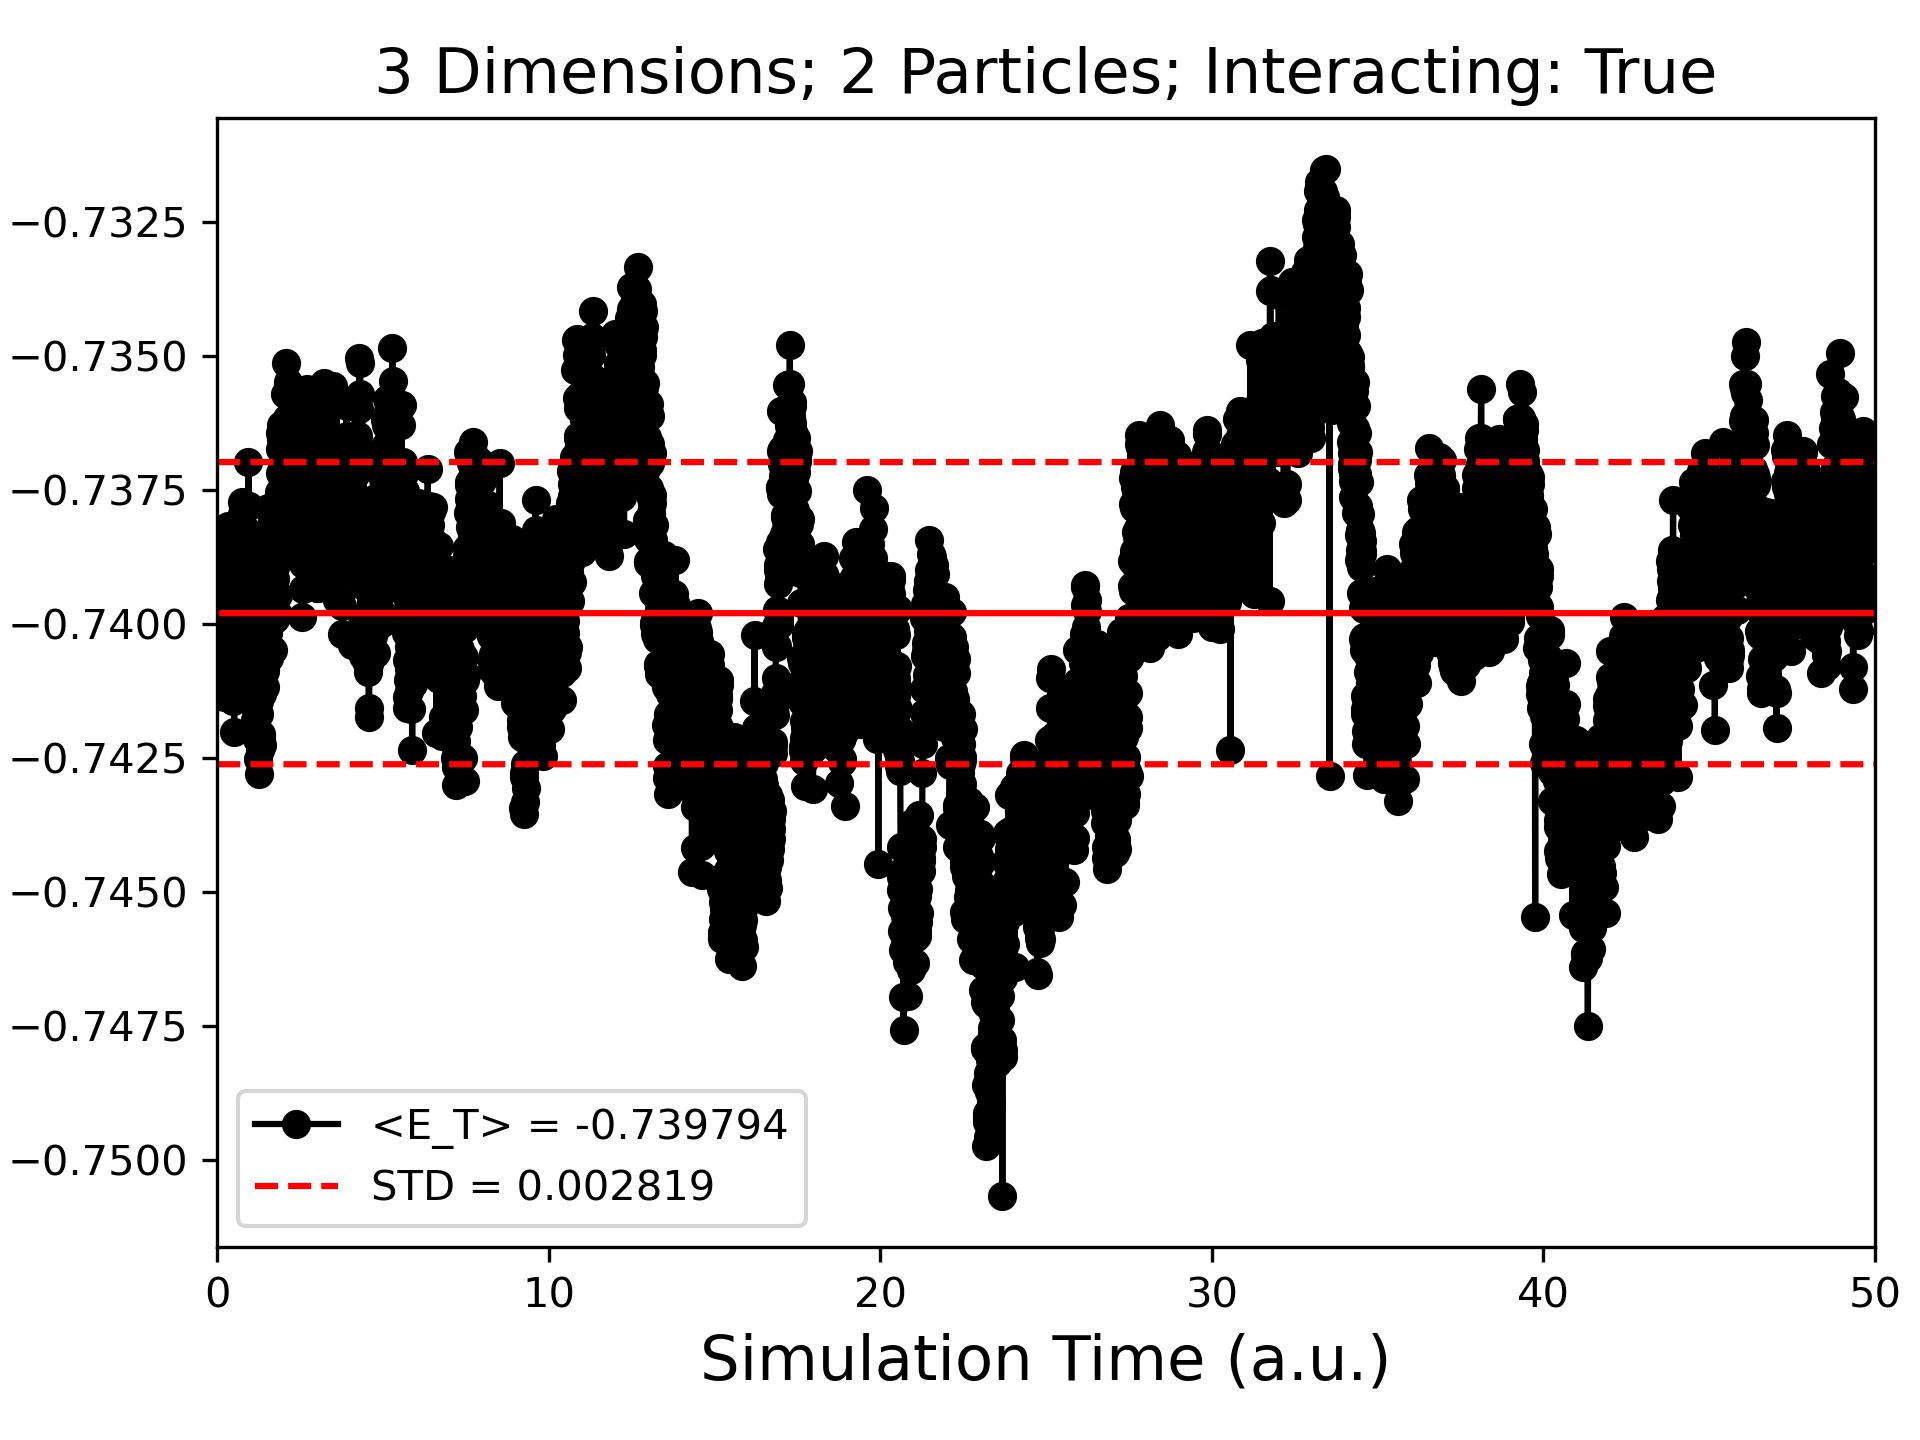 3 Dimensions; 2 Particles; Interacting: True
−0.7325
−0.7350
−0.7375
−0.7400
−0.7425
−0.7450
−0.7475
−0.7500
<E_T> = -0.739794
STD = 0.002819
0 10 20 30 40 50
Simulation Time (a.u.)